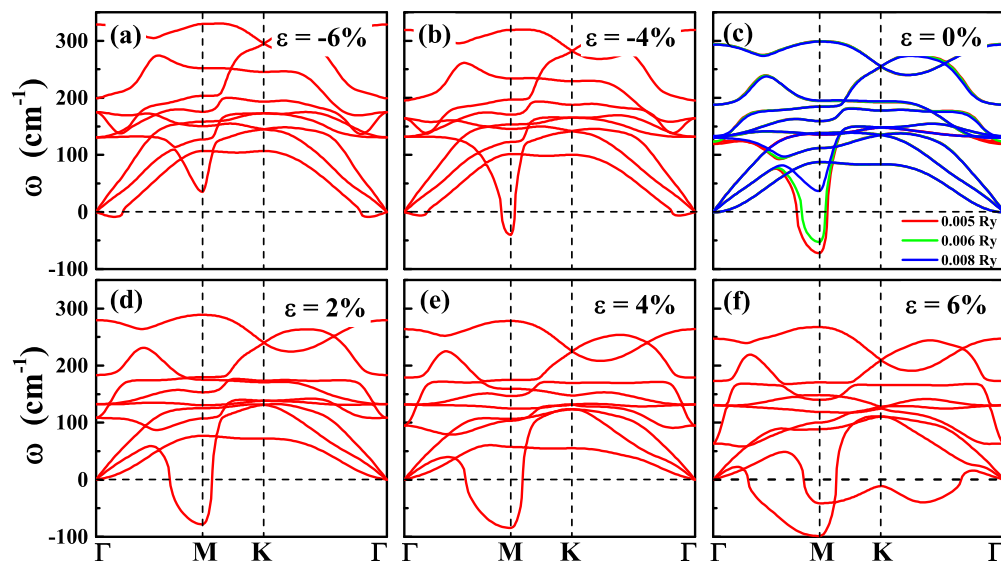 (a) ε = -6% (b) ε = -4% (c) ε = 0%
300
200
100
0
-100
ω (cm⁻¹)
0.005 Ry
0.006 Ry
0.008 Ry
(d) ε = 2% (e) ε = 4% (f) ε = 6%
300
200
100
0
-100
ω (cm⁻¹)
Γ M K Γ M K Γ M K Γ